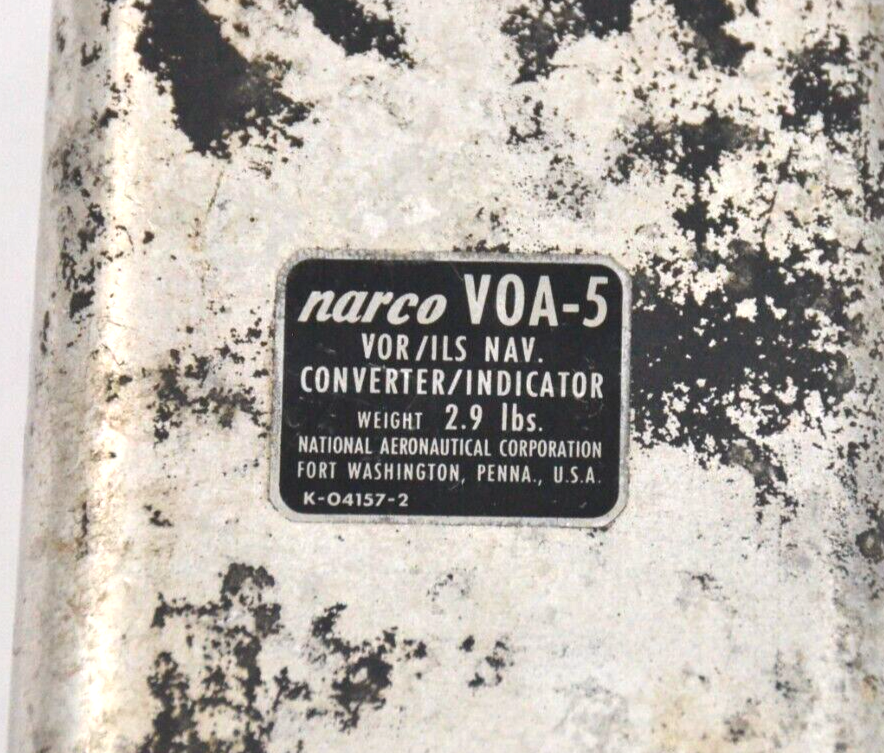 narco VOA-5
VOR/ILS NAV.
CONVERTER/INDICATOR
WEIGHT 2.9 lbs.
NATIONAL AERONAUTICAL CORPORATION
FORT WASHINGTON, PENNA., U.S.A.
K-04157-2